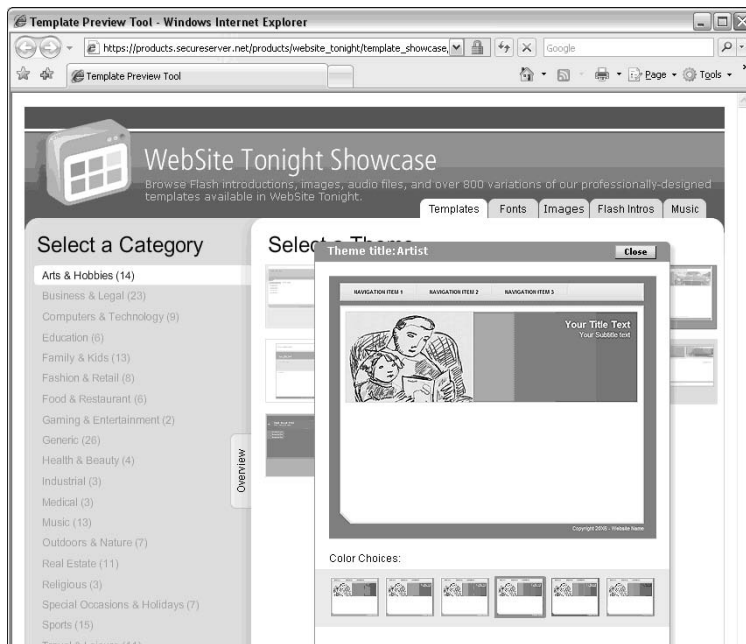 Template Preview Tool - Windows Internet Explorer
https://products.secureserver.net/products/website_tonight/template_showcase,
Google
Template Preview Tool
Page
Tools
WebSite Tonight Showcase
Browse Flash introductions, images, audio files, and over 800 variations of our professionally-designed
templates available in WebSite Tonight.
Templates
Fonts
Images
Flash Intros
Music
Select a Category
Select a Theme
Arts & Hobbies (14)
Business & Legal (23)
Computers & Technology (9)
Education (6)
Family & Kids (13)
Fashion & Retail (8)
Food & Restaurant (6)
Gaming & Entertainment (2)
Generic (26)
Health & Beauty (4)
Industrial (3)
Medical (3)
Music (13)
Outdoors & Nature (7)
Real Estate (11)
Religious (3)
Special Occasions & Holidays (7)
Sports (15)
Overview
Theme title:Artist
Close
NAVIGATION ITEM 1
NAVIGATION ITEM 2
NAVIGATION ITEM 3
Your Title Text
Your Subtitle text
Website Name
Color Choices: